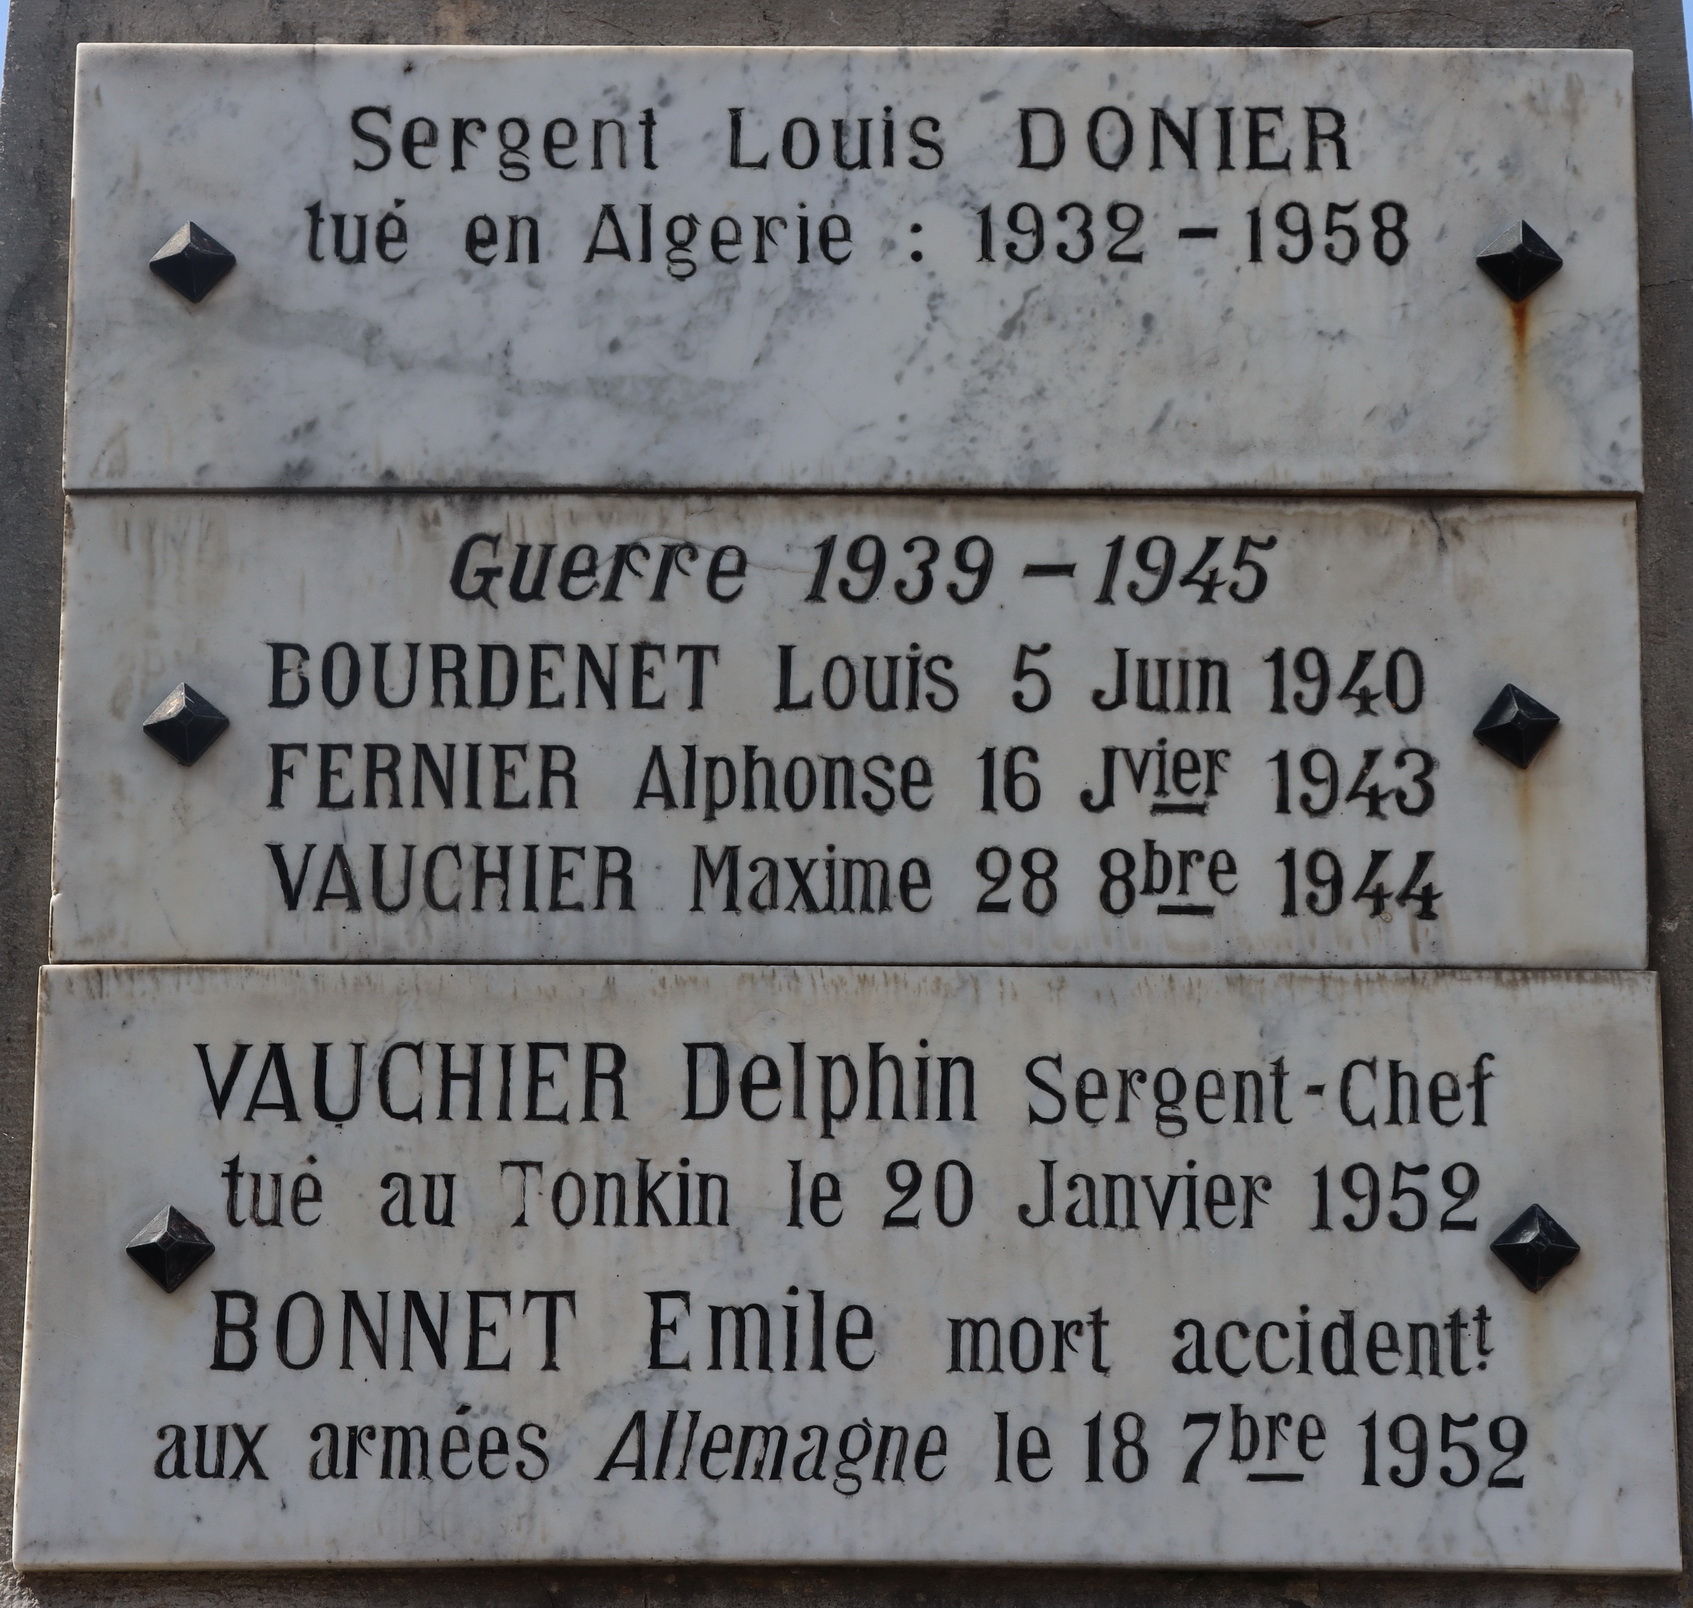 Sergent Louis DONIER
tué en Algerie : 1932 - 1958
Guerre 1939 - 1945
BOURDENET Louis 5 Juin 1940
FERNIER Alphonse 16 Jvier 1943
VAUCHIER Maxime 28 8bre 1944
VAUCHIER Delphin Sergent-Chef
tué au Tonkin le 20 Janvier 1952
BONNET Emile mort accidentt.
aux armées Allemagne le 18 7bre 1952